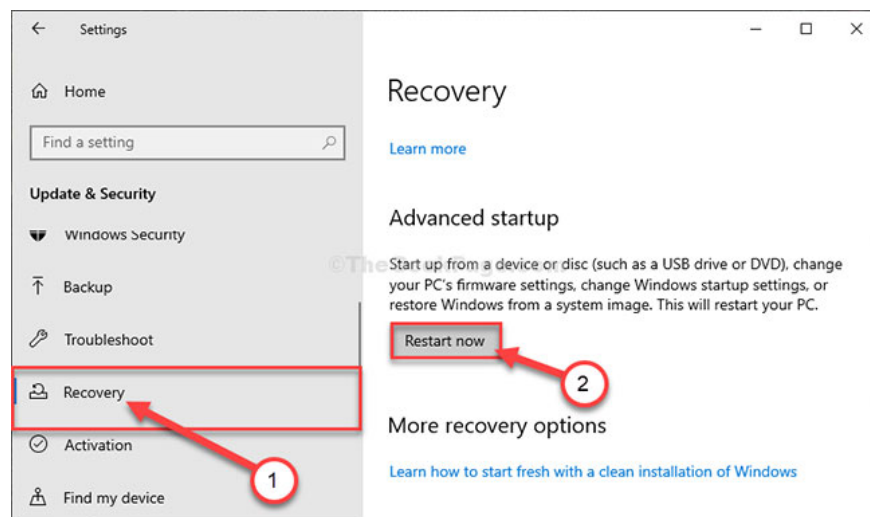 Settings
Home
Find a setting
Update & Security
Windows Security
Backup
Troubleshoot
Recovery
Activation
Find my device
Recovery
Learn more
Advanced startup
Start up from a device or disc (such as a USB drive or DVD), change
your PC's firmware settings, change Windows startup settings, or
restore Windows from a system image. This will restart your PC.
Restart now
More recovery options
Learn how to start fresh with a clean installation of Windows
1
2